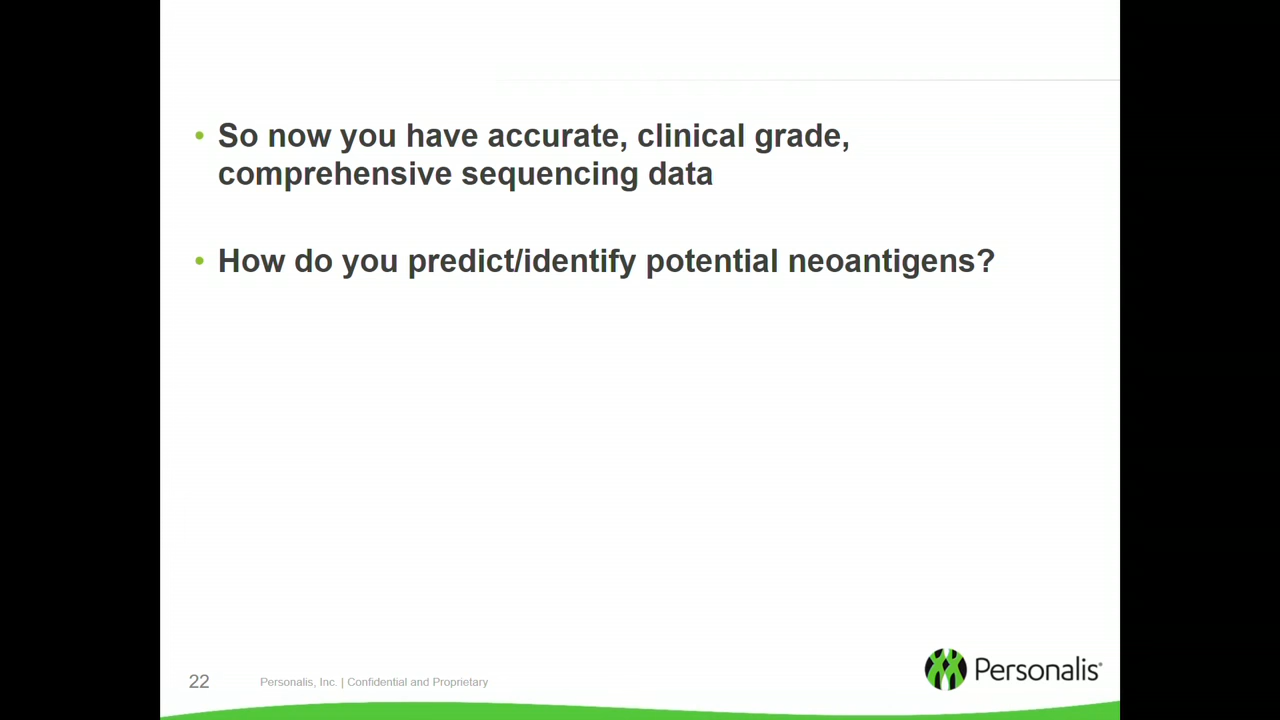 • So now you have accurate, clinical grade,
comprehensive sequencing data
• How do you predict/identify potential neoantigens?
22
Personalis, Inc. | Confidential and Proprietary
Personalis®